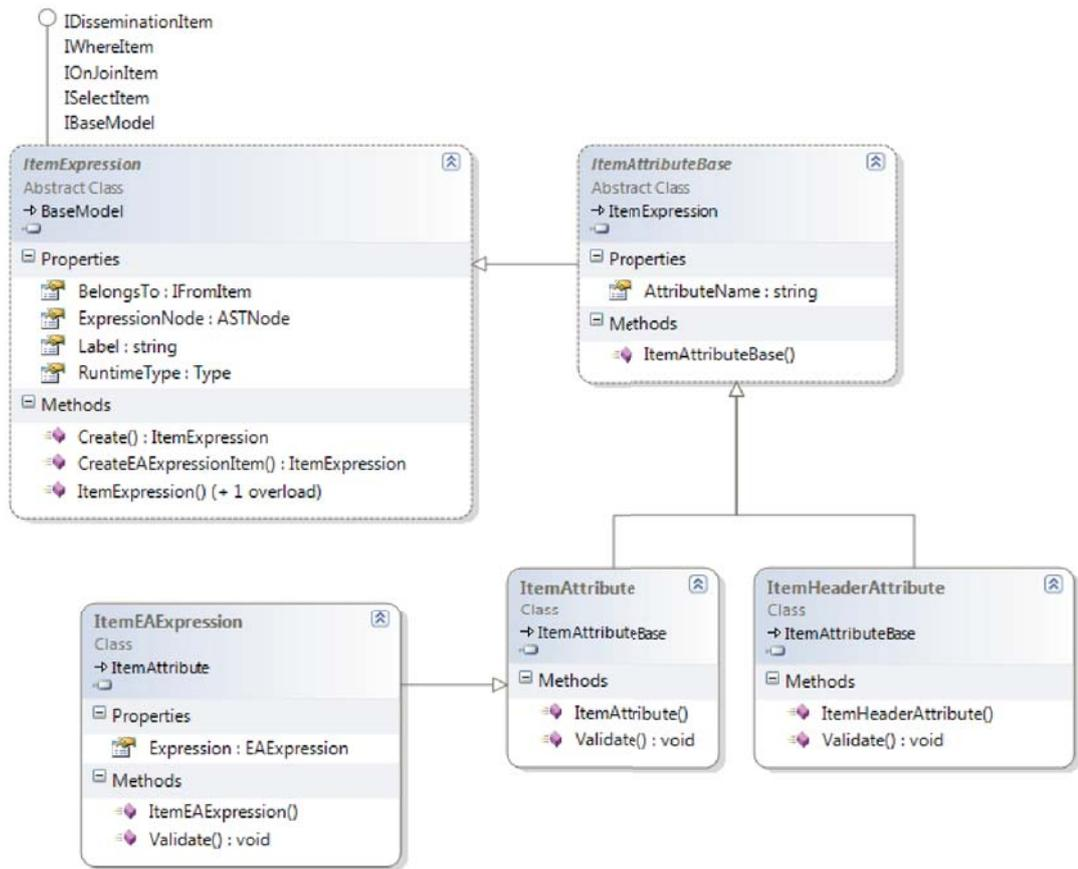 IDisseminationItem
IWhereItem
IOnJoinItem
ISelectItem
IBaseModel
ItemExpression
Abstract Class
BaseModel
Properties
BelongsTo : IFromItem
ExpressionNode : ASTNode
Label : string
RuntimeType : Type
Methods
Create() : ItemExpression
CreateEAExpressionItem() : ItemExpression
ItemExpression() (+ 1 overload)
ItemAttributeBase
Abstract Class
ItemExpression
Properties
AttributeName : string
Methods
ItemAttributeBase()
ItemEAExpression
Class
ItemAttribute
Properties
Expression : EAExpression
Methods
ItemEAExpression()
Validate() : void
ItemAttribute
Class
ItemAttributeBase
Methods
ItemAttribute()
Validate() : void
ItemHeaderAttribute
Class
ItemAttributeBase
Methods
ItemHeaderAttribute()
Validate() : void